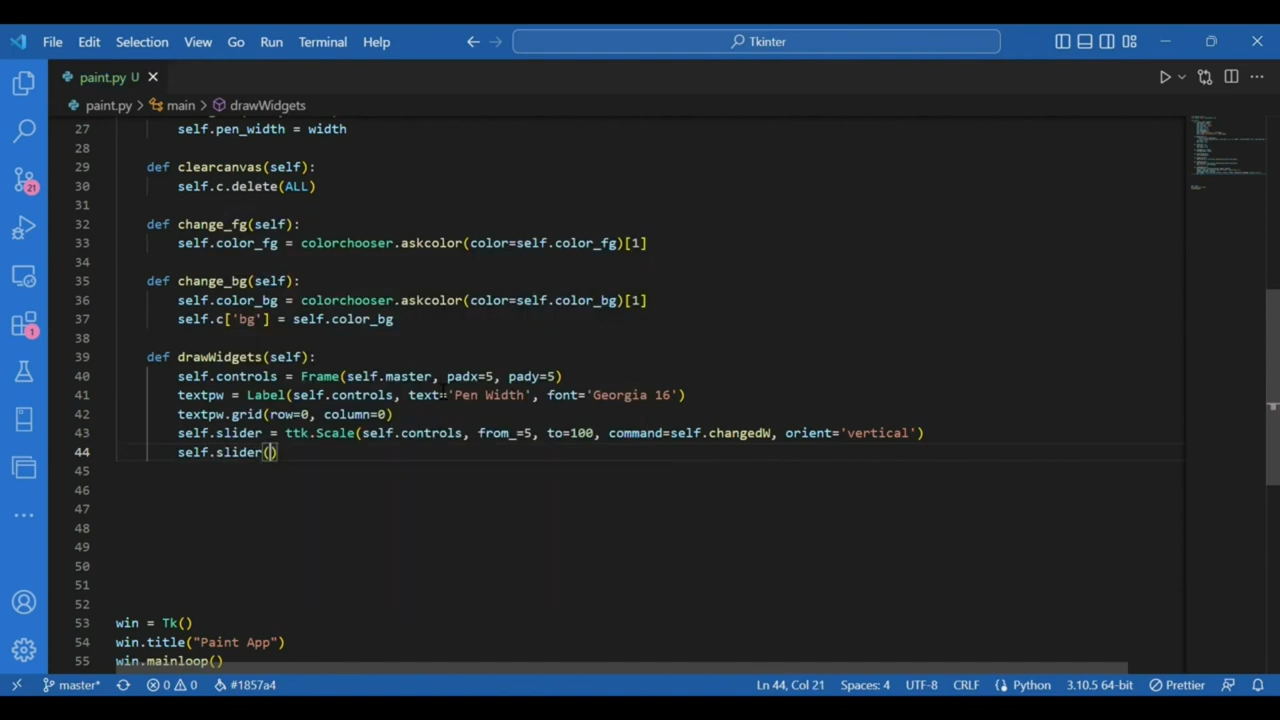 File Edit Selection View Go Run Terminal Help Tkinter
paint.py U
paint.py > main > drawWidgets
27 self.pen_width = width
28
29 def clearcanvas(self):
30 self.c.delete(ALL)
31
32 def change_fg(self):
33 self.color_fg = colorchooser.askcolor(color=self.color_fg)[1]
34
35 def change_bg(self):
36 self.color_bg = colorchooser.askcolor(color=self.color_bg)[1]
37 self.c['bg'] = self.color_bg
38
39 def drawWidgets(self):
40 self.controls = Frame(self.master, padx=5, pady=5)
41 textpw = Label(self.controls, text='Pen Width', font='Georgia 16')
42 textpw.grid(row=0, column=0)
43 self.slider = ttk.Scale(self.controls, from_=5, to=100, command=self.changedW, orient='vertical')
44 self.slider()
45
46
47
48
49
50
51
52
53 win = Tk()
54 win.title("Paint App")
55 win.mainloop()
21
1
master* 0 0 #1857a4 Ln 44, Col 21 Spaces: 4 UTF-8 CRLF Python 3.10.5 64-bit Prettier